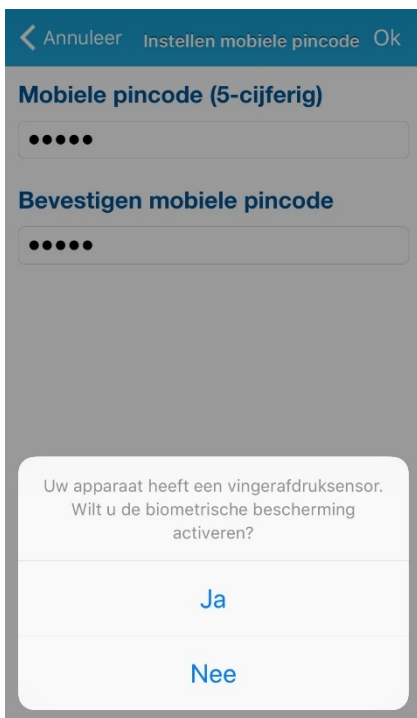 Annuleer Instellen mobiele pincode Ok
Mobiele pincode (5-cijferig)
●●●●●
Bevestigen mobiele pincode
●●●●●
Uw apparaat heeft een vingerafdruksensor.
Wilt u de biometrische bescherming
activeren?
Ja
Nee